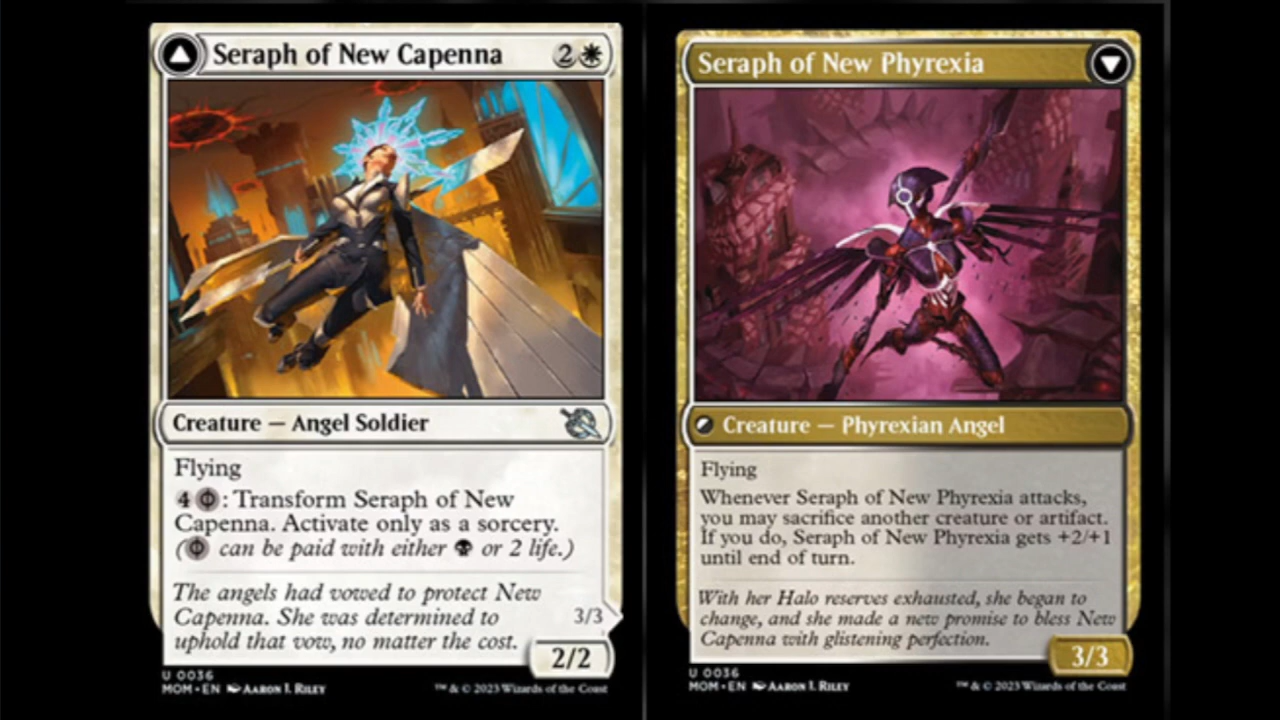 Seraph of New Capenna 2
Creature — Angel Soldier
Flying
4 : Transform Seraph of New
Capenna. Activate only as a sorcery.
( can be paid with either or 2 life.)
The angels had vowed to protect New
Capenna. She was determined to
uphold that vow, no matter the cost.
3/3
2/2
U 0036
MOM • EN AARON J. RILEY
™ & © 2023 Wizards of the Coast
Seraph of New Phyrexia
Creature — Phyrexian Angel
Flying
Whenever Seraph of New Phyrexia attacks,
you may sacrifice another creature or artifact.
If you do, Seraph of New Phyrexia gets +2/+1
until end of turn.
With her Halo reserves exhausted, she began to
change, and she made a new promise to bless New
Capenna with glistening perfection.
3/3
U 0036
MOM • EN AARON J. RILEY
™ & © 2023 Wizards of the Coast